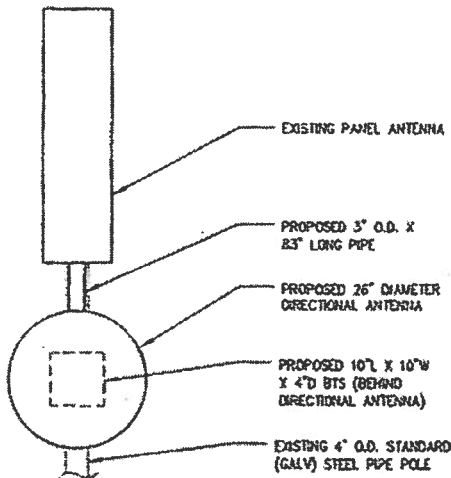 EXISTING PANEL ANTENNA
PROPOSED 3" O.D. X
83" LONG PIPE
PROPOSED 26" DIAMETER
DIRECTIONAL ANTENNA
PROPOSED 10"L X 10"W
X 4"D BTS (BEHIND
DIRECTIONAL ANTENNA)
EXISTING 4" O.D. STANDARD
(GALV) STEEL PIPE POLE